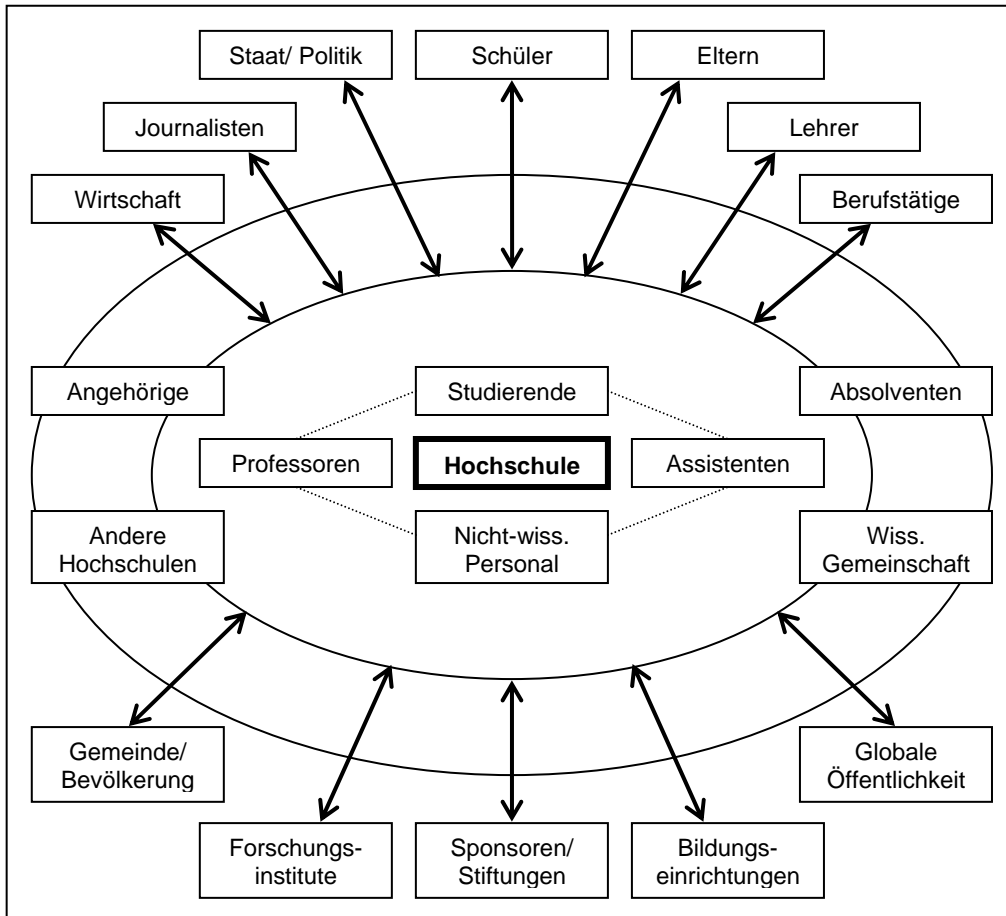 Staat/ Politik
Schüler
Eltern
Journalisten
Lehrer
Wirtschaft
Berufstätige
Angehörige
Studierende
Absolventen
Professoren
Hochschule
Assistenten
Andere
Hochschulen
Nicht-wiss.
Personal
Wiss.
Gemeinschaft
Gemeinde/
Bevölkerung
Globale
Öffentlichkeit
Forschungs-
institute
Sponsoren/
Stiftungen
Bildungs-
einrichtungen